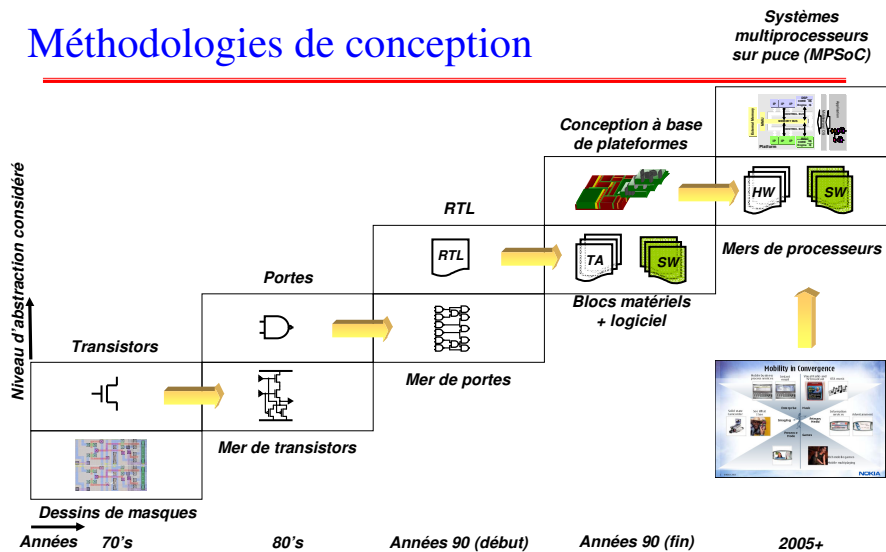 Méthodologies de conception
Systèmes
multiprocesseurs
sur puce (MPSoC)
Conception à base
de plateformes
Platform
HW
SW
RTL
RTL
TA
SW
Mers de processeurs
Portes
Blocs matériels
+ logiciel
Niveau d'abstraction considéré
Transistors
Mer de portes
Mobility in Convergence
Mer de transistors
NOKIA
Dessins de masques
Années
70's
80's
Années 90 (début)
Années 90 (fin)
2005+